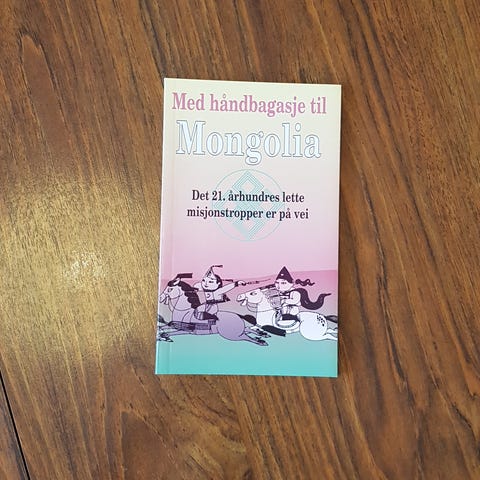 Med håndbagasje til
Mongolia
Det 21. århundres lette
misjonstropper er på vei